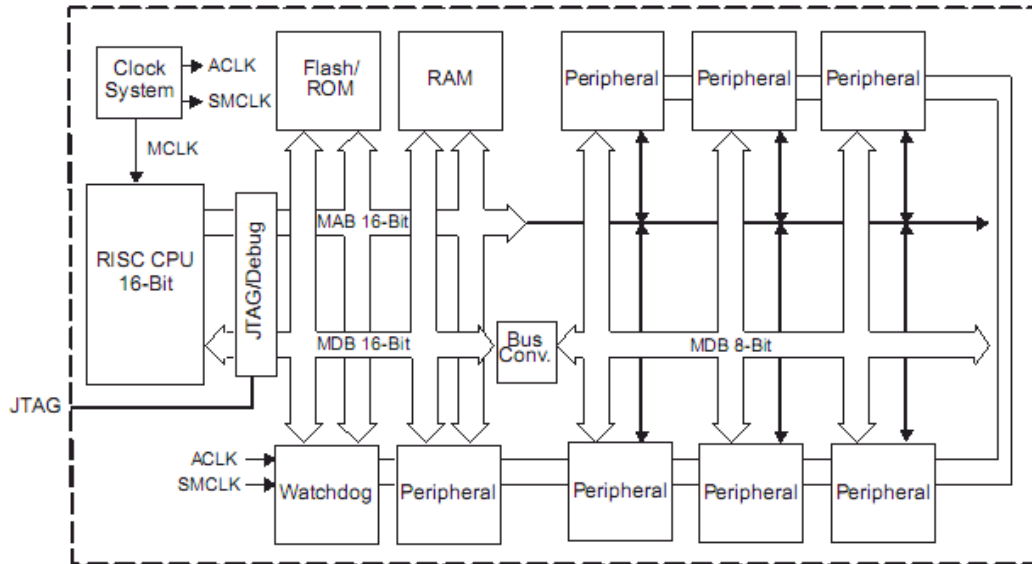 Clock
System
ACLK
SMCLK
MCLK
Flash/
ROM
RAM
Peripheral
Peripheral
Peripheral
RISC CPU
16-Bit
JTAG/Debug
MAB 16-Bit
MDB 16-Bit
Bus
Conv.
MDB 8-Bit
JTAG
ACLK
SMCLK
Watchdog
Peripheral
Peripheral
Peripheral
Peripheral